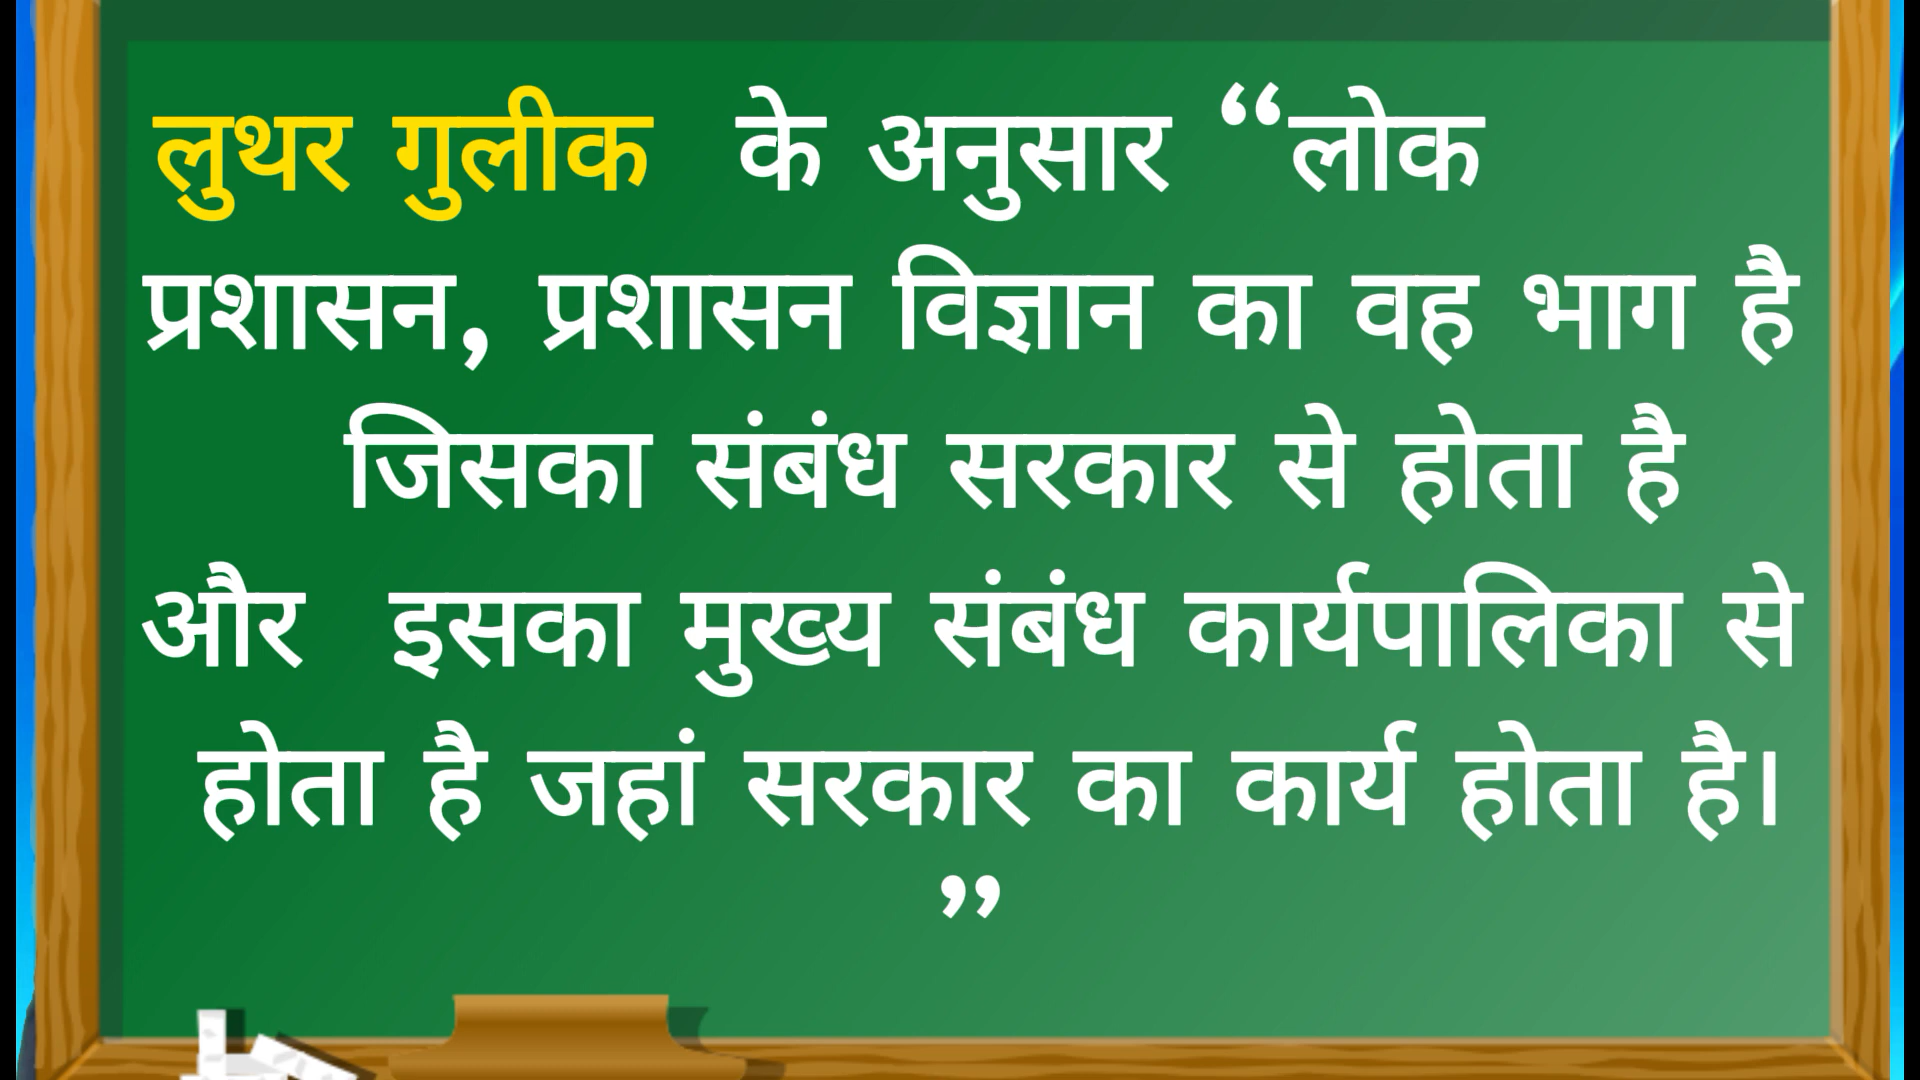 लुथर गुलीक के अनुसार “लोक
प्रशासन, प्रशासन विज्ञान का वह भाग है
जिसका संबंध सरकार से होता है
और इसका मुख्य संबंध कार्यपालिका से
होता है जहां सरकार का कार्य होता है।
”